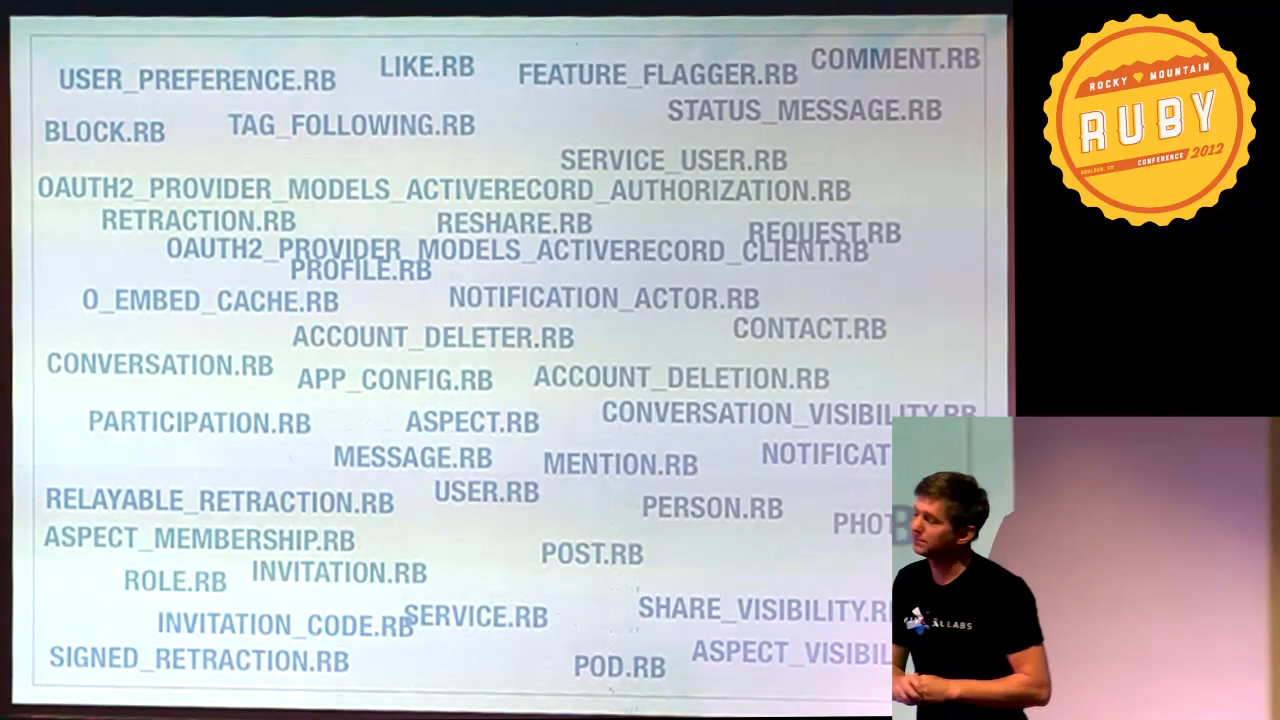 USER_PREFERENCE.RB
LIKE.RB
FEATURE_FLAGGER.RB
COMMENT.RB
BLOCK.RB
TAG_FOLLOWING.RB
STATUS_MESSAGE.RB
SERVICE_USER.RB
OAUTH2_PROVIDER_MODELS_ACTIVERECORD_AUTHORIZATION.RB
RETRACTION.RB
RESHARE.RB
REQUEST.RB
OAUTH2_PROVIDER_MODELS_ACTIVERECORD_CLIENT.RB
PROFILE.RB
O_EMBED_CACHE.RB
NOTIFICATION_ACTOR.RB
ACCOUNT_DELETER.RB
CONTACT.RB
CONVERSATION.RB
APP_CONFIG.RB
ACCOUNT_DELETION.RB
PARTICIPATION.RB
ASPECT.RB
CONVERSATION_VISIBILITY.RB
MESSAGE.RB
MENTION.RB
NOTIFICAT
RELAYABLE_RETRACTION.RB
USER.RB
PERSON.RB
PHOT
ASPECT_MEMBERSHIP.RB
POST.RB
ROLE.RB
INVITATION.RB
INVITATION_CODE.RB
SERVICE.RB
SHARE_VISIBILITY.R
SIGNED_RETRACTION.RB
POD.RB
ASPECT_VISIBIL
ROCKY MOUNTAIN
RUBY
CONFERENCE 2012
BOULDER, CO
LABS